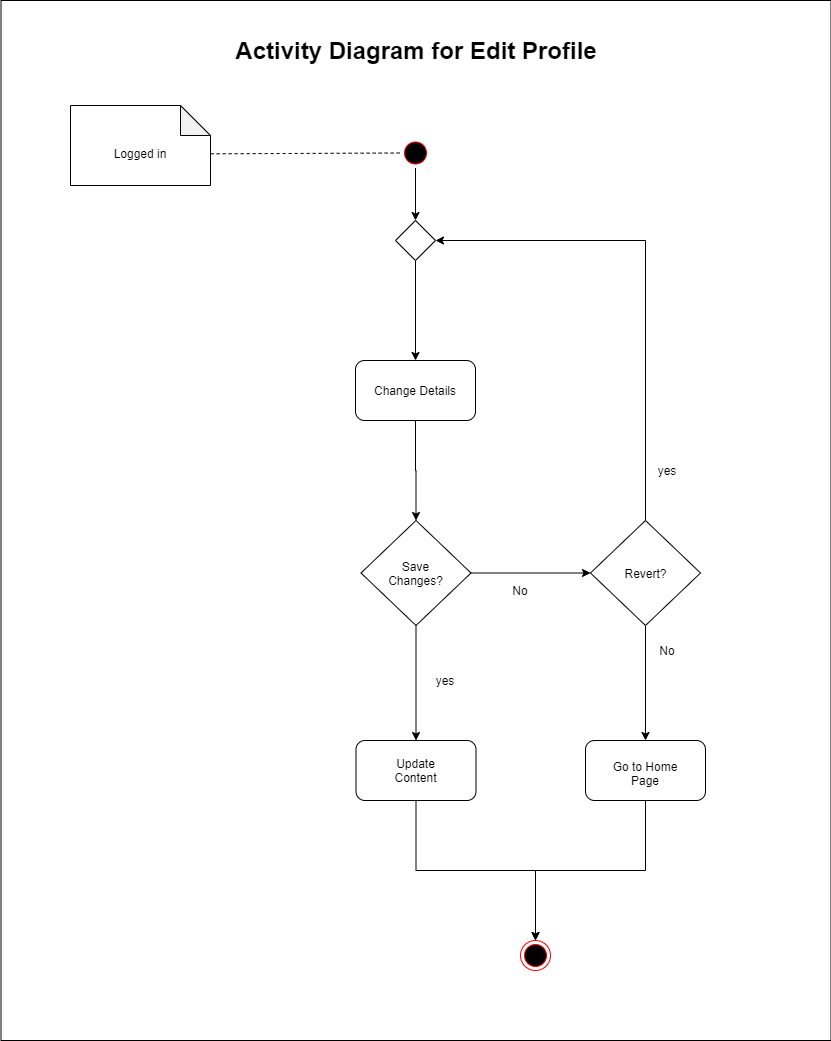 Activity Diagram for Edit Profile
Logged in
Change Details
yes
Save
Changes?
Revert?
No
No
yes
Update
Content
Go to Home
Page